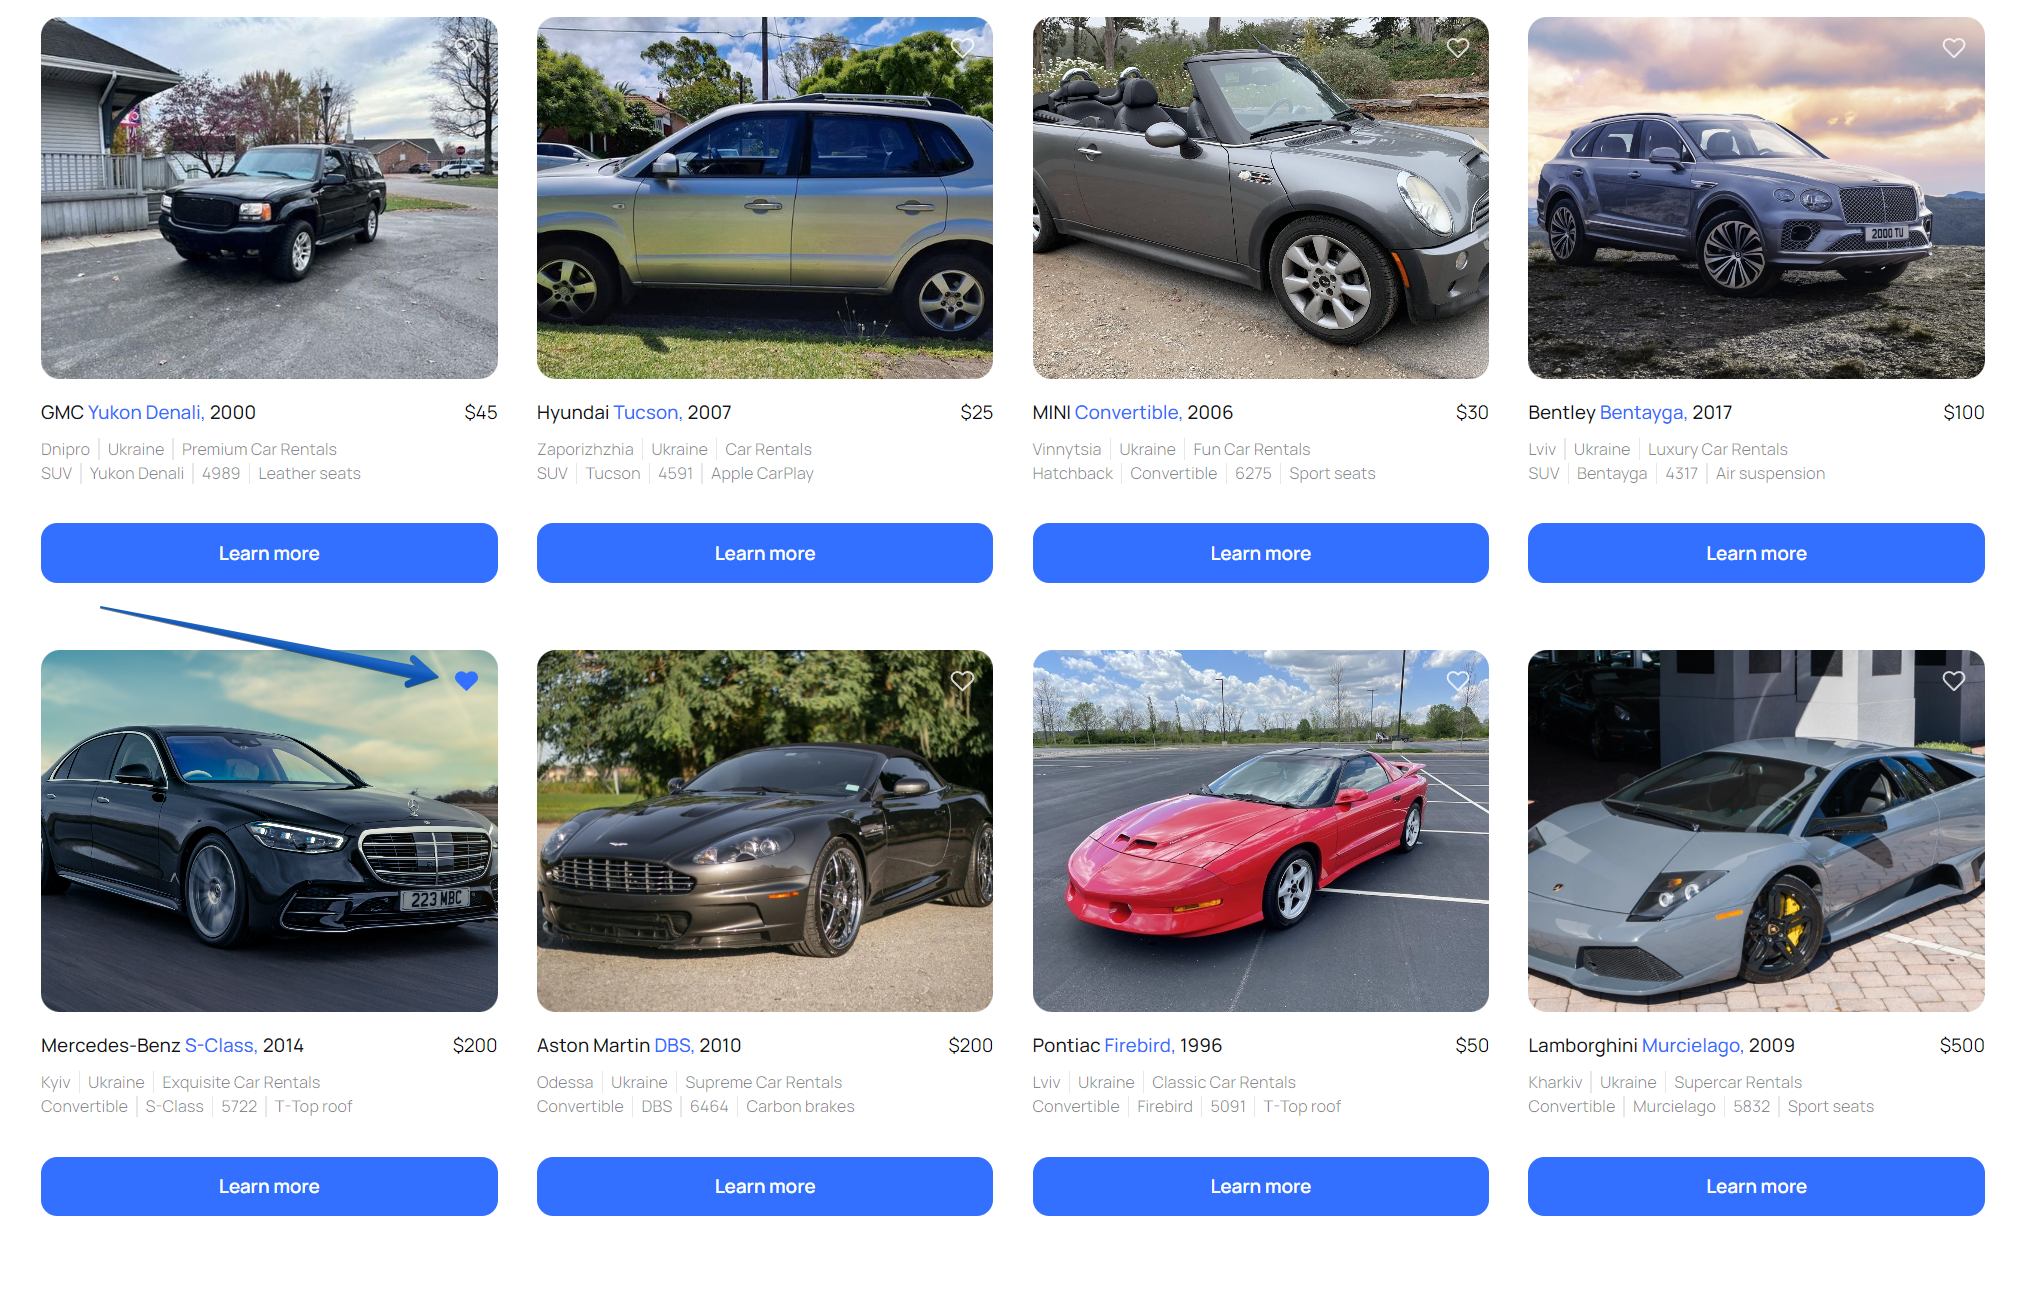 2000 TU
GMC Yukon Denali, 2000 $45
Dnipro | Ukraine | Premium Car Rentals
SUV | Yukon Denali | 4989 | Leather seats
Learn more
Hyundai Tucson, 2007 $25
Zaporizhzhia | Ukraine | Car Rentals
SUV | Tucson | 4591 | Apple CarPlay
Learn more
MINI Convertible, 2006 $30
Vinnytsia | Ukraine | Fun Car Rentals
Hatchback | Convertible | 6275 | Sport seats
Learn more
Bentley Bentayga, 2017 $100
Lviv | Ukraine | Luxury Car Rentals
SUV | Bentayga | 4317 | Air suspension
Learn more
223 MBC
Mercedes-Benz S-Class, 2014 $200
Kyiv | Ukraine | Exquisite Car Rentals
Convertible | S-Class | 5722 | T-Top roof
Learn more
Aston Martin DBS, 2010 $200
Odessa | Ukraine | Supreme Car Rentals
Convertible | DBS | 6464 | Carbon brakes
Learn more
Pontiac Firebird, 1996 $50
Lviv | Ukraine | Classic Car Rentals
Convertible | Firebird | 5091 | T-Top roof
Learn more
Lamborghini Murcielago, 2009 $500
Kharkiv | Ukraine | Supercar Rentals
Convertible | Murcielago | 5832 | Sport seats
Learn more